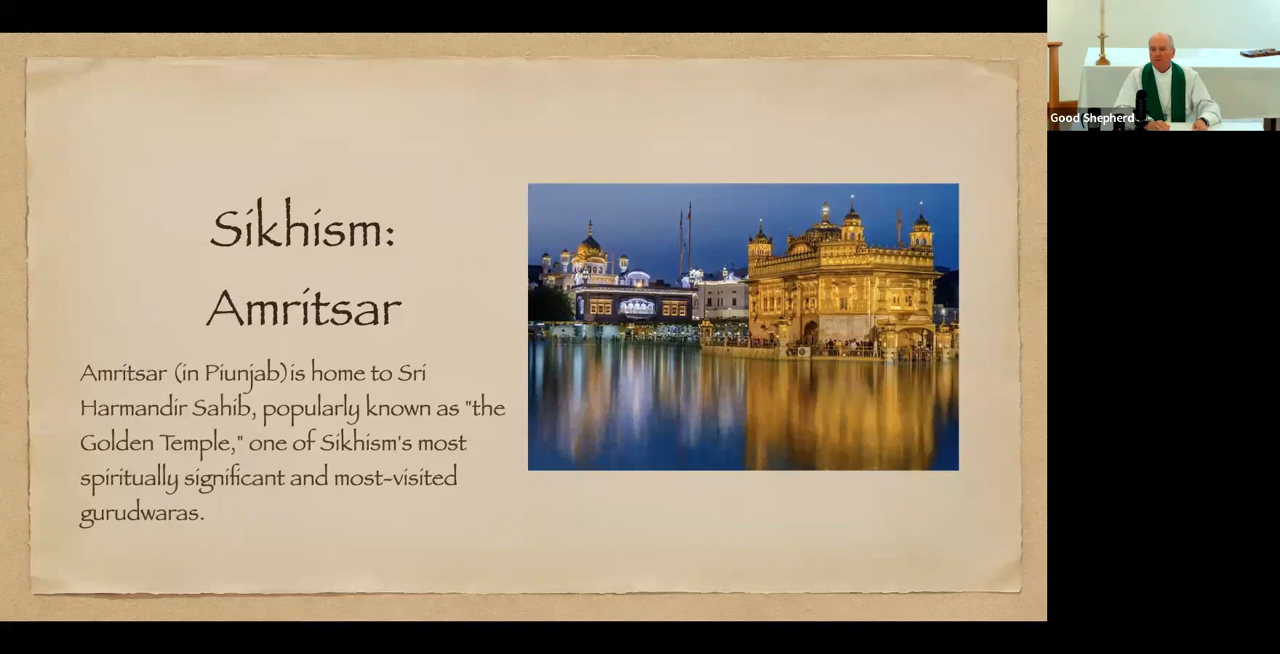 Sikhism:
Amritsar
Amritsar (in Piunjab)is home to Sri
Harmandir Sahib, popularly known as "the
Golden Temple," one of Sikhism's most
spiritually significant and most-visited
gurudwaras.
Good Shepherd